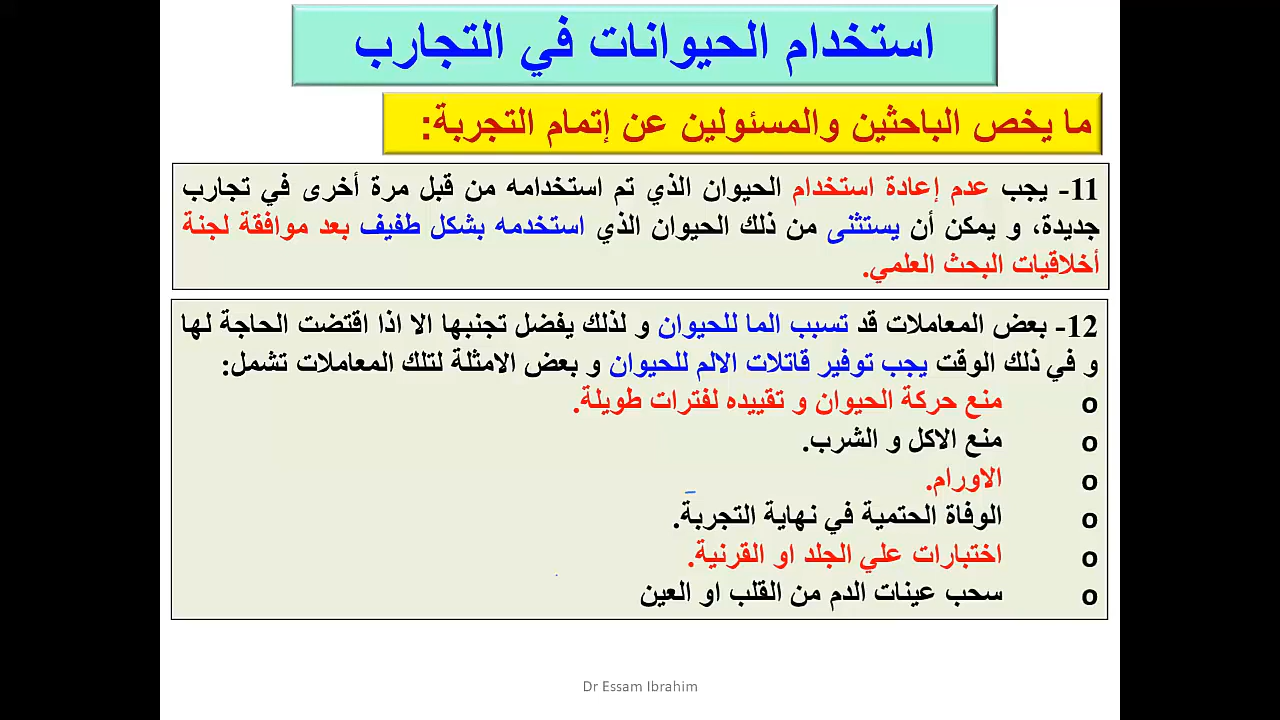 استخدام الحيوانات في التجارب
ما يخص الباحثين والمسئولين عن إتمام التجربة:
11- يجب عدم إعادة استخدام الحيوان الذي تم استخدامه من قبل مرة أخرى في تجارب
جديدة، و يمكن أن يستثنى من ذلك الحيوان الذي استخدمه بشكل طفيف بعد موافقة لجنة
أخلاقيات البحث العلمي.
12- بعض المعاملات قد تسبب الما للحيوان و لذلك يفضل تجنبها الا اذا اقتضت الحاجة لها
و في ذلك الوقت يجب توفير قاتلات الالم للحيوان و بعض الامثلة لتلك المعاملات تشمل:
o منع حركة الحيوان و تقييده لفترات طويلة.
o منع الاكل و الشرب.
o الاورام.
o الوفاة الحتمية في نهاية التجربة.
o اختبارات علي الجلد او القرنية.
o سحب عينات الدم من القلب او العين
Dr Essam Ibrahim